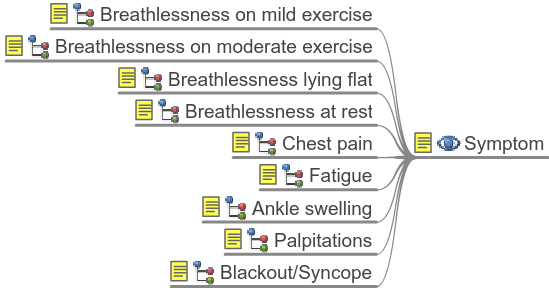 Breathlessness on mild exercise
Breathlessness on moderate exercise
Breathlessness lying flat
Breathlessness at rest
Chest pain
Symptom
Fatigue
Ankle swelling
Palpitations
Blackout/Syncope